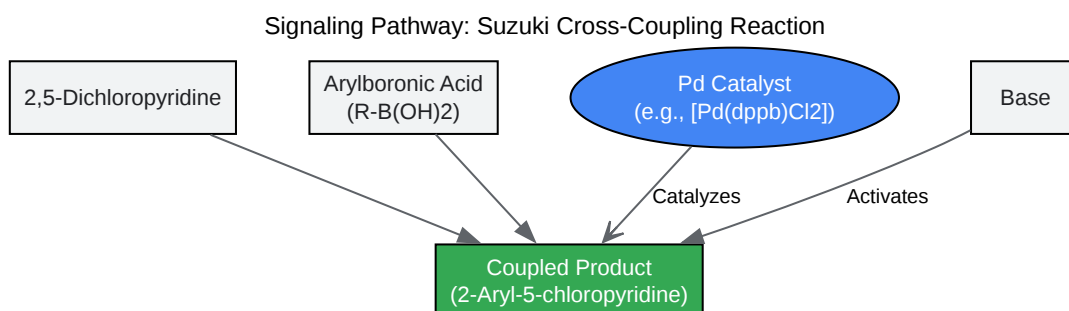 Signaling Pathway: Suzuki Cross-Coupling Reaction
2,5-Dichloropyridine
Arylboronic Acid
(R-B(OH)2)
Pd Catalyst
(e.g., [Pd(dppb)Cl2])
Base
Catalyzes
Activates
Coupled Product
(2-Aryl-5-chloropyridine)